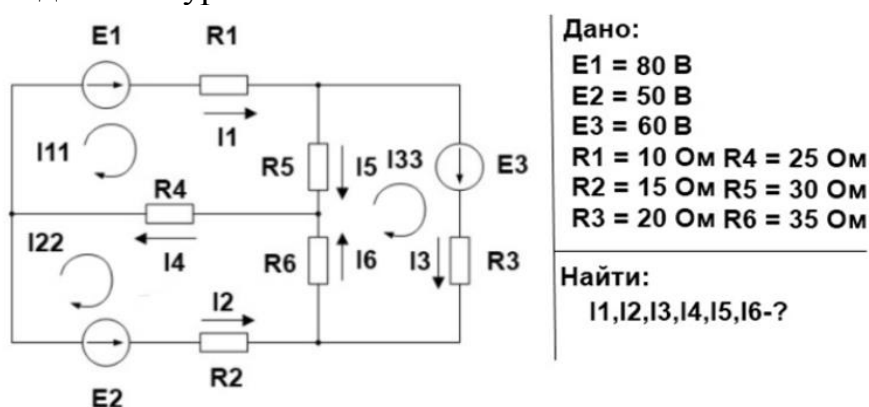 E1 R1
I1
I11
R5 I5 I33 E3
R4
I22 I4
R6 I6 I3 R3
I2
R2
E2
Дано:
E1 = 80 В
E2 = 50 В
E3 = 60 В
R1 = 10 Ом R4 = 25 Ом
R2 = 15 Ом R5 = 30 Ом
R3 = 20 Ом R6 = 35 Ом
Найти:
I1,I2,I3,I4,I5,I6-?